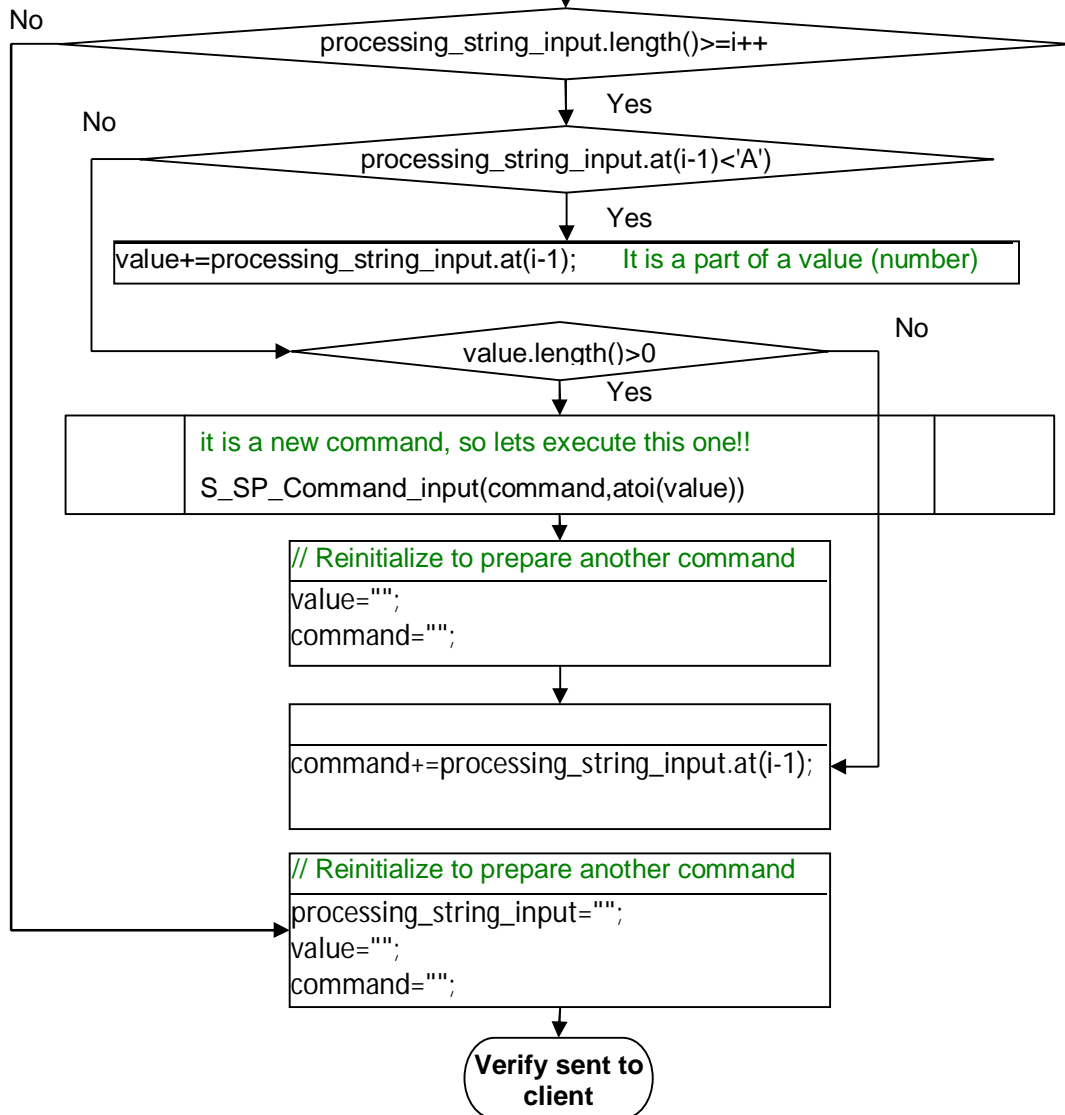 No
processing_string_input.length()>=i++
Yes
No
processing_string_input.at(i-1)<'A')
Yes
value+=processing_string_input.at(i-1); It is a part of a value (number)
No
value.length()>0
Yes
it is a new command, so lets execute this one!!
S_SP_Command_input(command,atoi(value))
// Reinitialize to prepare another command
value="";
command="";
command+=processing_string_input.at(i-1);
// Reinitialize to prepare another command
processing_string_input="";
value="";
command="";
Verify sent to
client